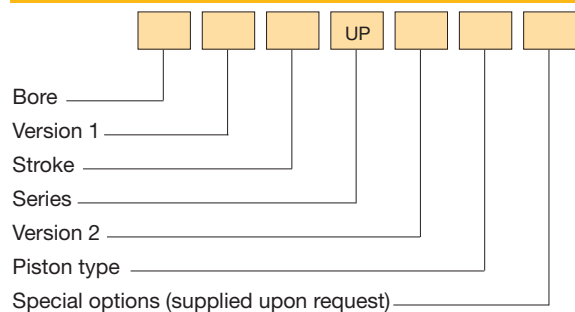 UP
Bore
Version 1
Stroke
Series
Version 2
Piston type
Special options (supplied upon request)